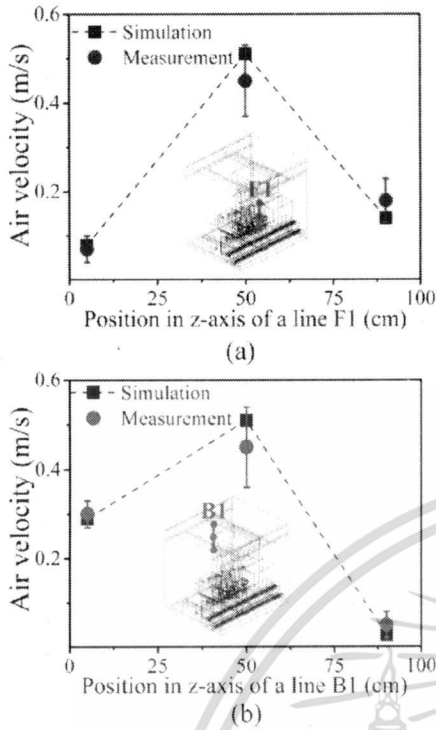 (a)
Simulation
Measurement
Air velocity (m/s)
0.6
0.4
0.2
F1
0 25 50 75 100
Position in z-axis of a line F1 (cm)
(a)
0.6
Simulation
Measurement
Air velocity (m/s)
0.4
0.2
B1
0 25 50 75 100
Position in z-axis of a line B1 (cm)
(b)